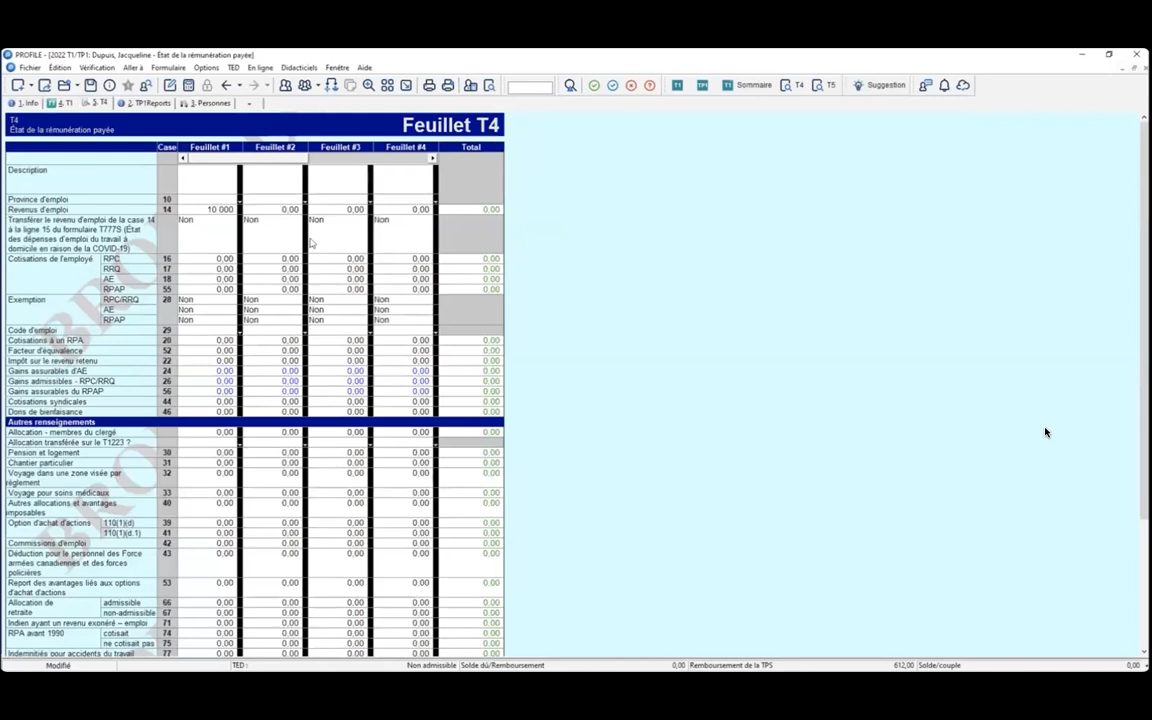 PROFILE - [2022 T1/TP1: Dupuis, Jacqueline - État de la rémunération payée]
Fichier Édition Vérification Aller à Formulaire Options TED En ligne Didacticiels Fenêtre Aide
T1 TP1 T1 Sommaire T4 T5 Suggestion
1. Info 4. T1 5. T4 2. TP1Reports 3. Personnes
T4
État de la rémunération payée
Feuillet T4
Case Feuillet #1 Feuillet #2 Feuillet #3 Feuillet #4 Total
Description
Province d'emploi 10
Revenus d'emploi 14 10 000 0,00 0,00 0,00 0,00
Transférer le revenu d'emploi de la case 14 Non Non Non Non
à la ligne 15 du formulaire T777S (État
des dépenses d'emploi du travail à
domicile en raison de la COVID-19)
Cotisations de l'employé RPC 16 0,00 0,00 0,00 0,00 0,00
RRQ 17 0,00 0,00 0,00 0,00 0,00
AE 18 0,00 0,00 0,00 0,00 0,00
RPAP 55 0,00 0,00 0,00 0,00 0,00
Exemption RPC/RRQ 28 Non Non Non Non
AE Non Non Non Non
RPAP Non Non Non Non
Code d'emploi 29
Cotisations à un RPA 20 0,00 0,00 0,00 0,00 0,00
Facteur d'équivalence 52 0,00 0,00 0,00 0,00 0,00
Impôt sur le revenu retenu 22 0,00 0,00 0,00 0,00 0,00
Gains assurables d'AE 24 0,00 0,00 0,00 0,00 0,00
Gains admissibles - RPC/RRQ 26 0,00 0,00 0,00 0,00 0,00
Gains assurables du RPAP 56 0,00 0,00 0,00 0,00 0,00
Cotisations syndicales 44 0,00 0,00 0,00 0,00 0,00
Dons de bienfaisance 46 0,00 0,00 0,00 0,00 0,00
Autres renseignements
Allocation - membres du clergé 0,00 0,00 0,00 0,00 0,00
Allocation transférée sur le T1223 ?
Pension et logement 30 0,00 0,00 0,00 0,00 0,00
Chantier particulier 31 0,00 0,00 0,00 0,00 0,00
Voyage dans une zone visée par 32 0,00 0,00 0,00 0,00 0,00
règlement
Voyage pour soins médicaux 33 0,00 0,00 0,00 0,00 0,00
Autres allocations et avantages 40 0,00 0,00 0,00 0,00 0,00
imposables
Option d'achat d'actions 110(1)(d) 39 0,00 0,00 0,00 0,00 0,00
110(1)(d.1) 41 0,00 0,00 0,00 0,00 0,00
Commissions d'emploi 42 0,00 0,00 0,00 0,00 0,00
Déduction pour le personnel des Force 43 0,00 0,00 0,00 0,00 0,00
armées canadiennes et des forces
policières
Report des avantages liés aux options 53 0,00 0,00 0,00 0,00 0,00
d'achat d'actions
Allocation de admissible 66 0,00 0,00 0,00 0,00 0,00
retraite non-admissible 67 0,00 0,00 0,00 0,00 0,00
Indien ayant un revenu exonéré – emploi 71 0,00 0,00 0,00 0,00 0,00
RPA avant 1990 cotisait 74 0,00 0,00 0,00 0,00 0,00
ne cotisait pas 75 0,00 0,00 0,00 0,00 0,00
Indemnités pour accidents du travail 77 0,00 0,00 0,00 0,00 0,00
Modifié TED : Non admissible Solde dû/Remboursement 0,00 Remboursement de la TPS 612,00 Solde/couple 0,00